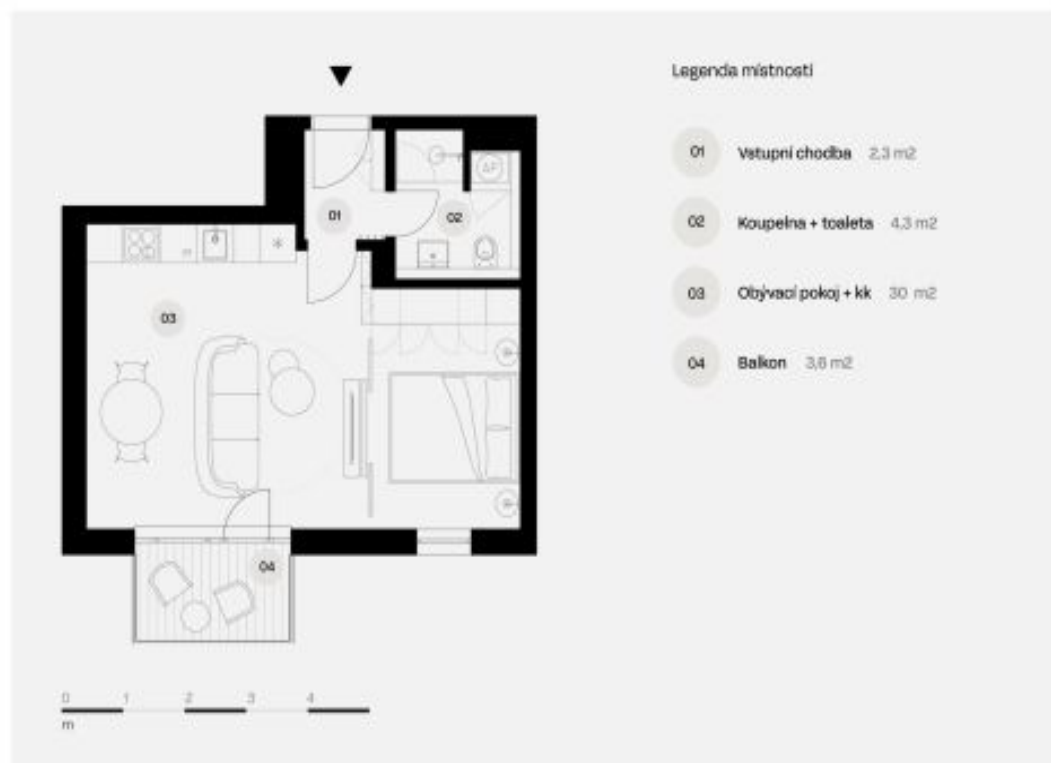 Legenda místností
01 Vstupní chodba 2,3 m2
02 Koupelna + toaleta 4,3 m2
03 Obývací pokoj + kk 30 m2
04 Balkon 3,6 m2
01
02
03
04
0 1 2 3 4
m